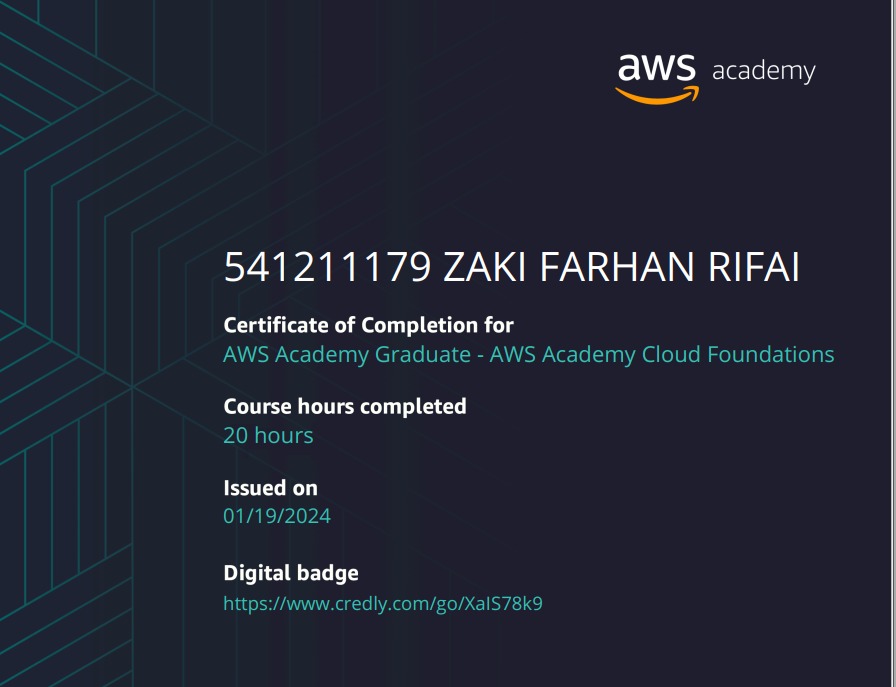 aws academy
541211179 ZAKI FARHAN RIFAI
Certificate of Completion for
AWS Academy Graduate - AWS Academy Cloud Foundations
Course hours completed
20 hours
Issued on
01/19/2024
Digital badge
https://www.credly.com/go/XaIS78k9